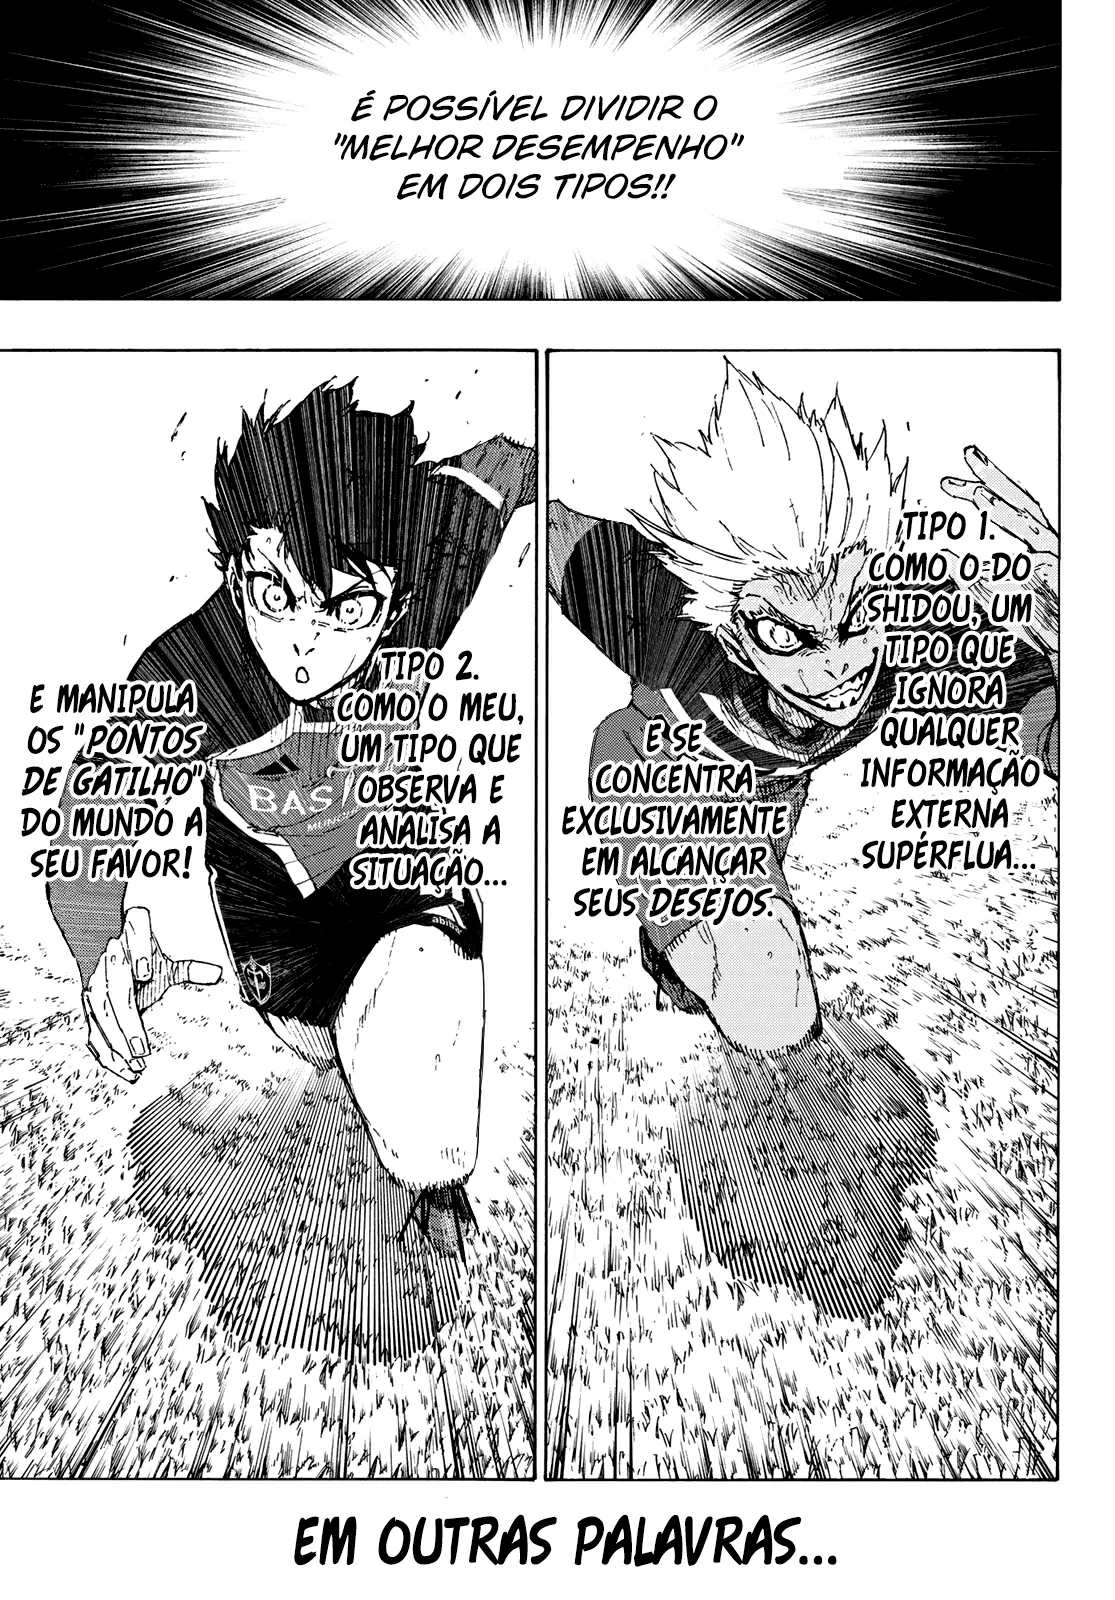 É POSSÍVEL DIVIDIR O
"MELHOR DESEMPENHO"
EM DOIS TIPOS!!
TIPO 1.
COMO O DO
SHIDOU, UM
TIPO QUE
IGNORA
QUALQUER
INFORMAÇÃO
EXTERNA
SUPÉRFLUA...
E SE
CONCENTRA
EXCLUSIVAMENTE
EM ALCANÇAR
SEUS DESEJOS.
TIPO 2.
COMO O MEU,
UM TIPO QUE
OBSERVA E
ANALISA A
SITUAÇÃO...
E MANIPULA
OS "PONTOS
DE GATILHO"
DO MUNDO A
SEU FAVOR!
BAS
abiba
EM OUTRAS PALAVRAS...